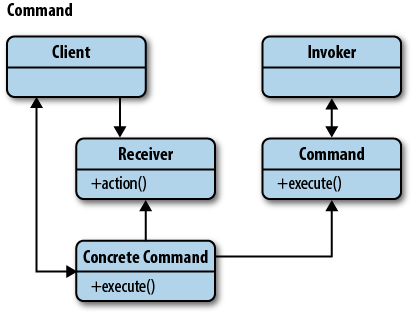 Command
Client
Invoker
Receiver
+action()
Command
+execute()
Concrete Command
+execute()